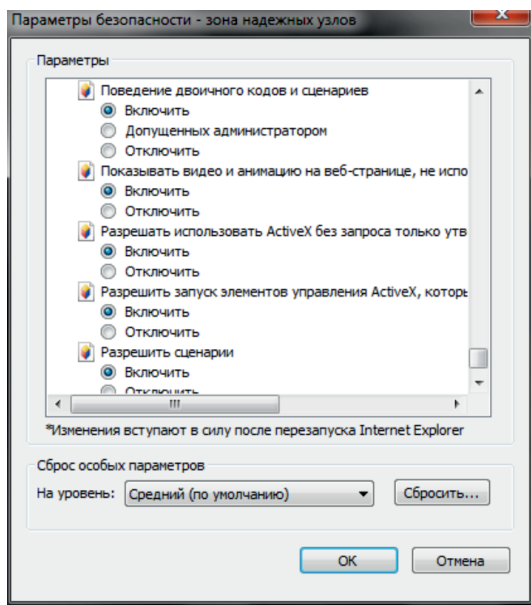 Параметры безопасности - зона надежных узлов
Параметры
Поведение двоичного кодов и сценариев
Включить
Допущенных администратором
Отключить
Показывать видео и анимацию на веб-странице, не испо
Включить
Отключить
Разрешать использовать ActiveX без запроса только утв
Включить
Отключить
Разрешить запуск элементов управления ActiveX, которы
Включить
Отключить
Разрешить сценарии
Включить
Отключить
*Изменения вступают в силу после перезапуска Internet Explorer
Сброс особых параметров
На уровень: Средний (по умолчанию) Сбросить...
ОК Отмена